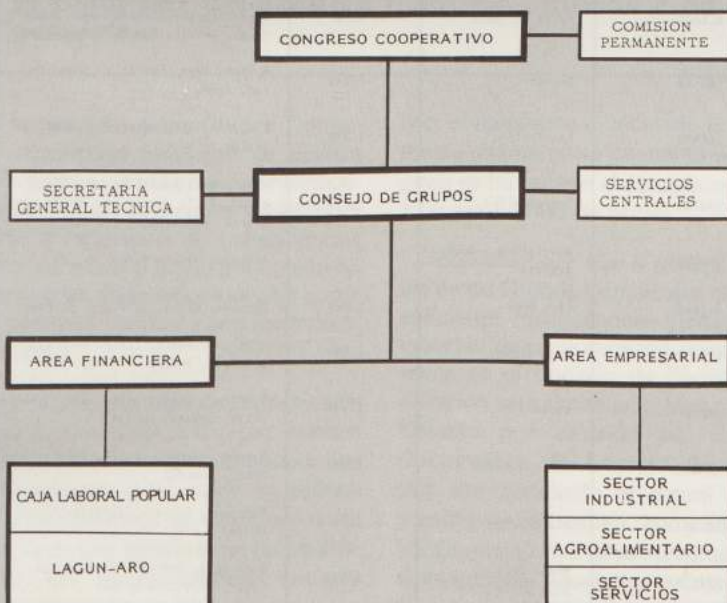 CONGRESO COOPERATIVO
COMISION
PERMANENTE
SECRETARIA
GENERAL TECNICA
CONSEJO DE GRUPOS
SERVICIOS
CENTRALES
AREA FINANCIERA
AREA EMPRESARIAL
CAJA LABORAL POPULAR
LAGUN-ARO
SECTOR
INDUSTRIAL
SECTOR
AGROALIMENTARIO
SECTOR
SERVICIOS